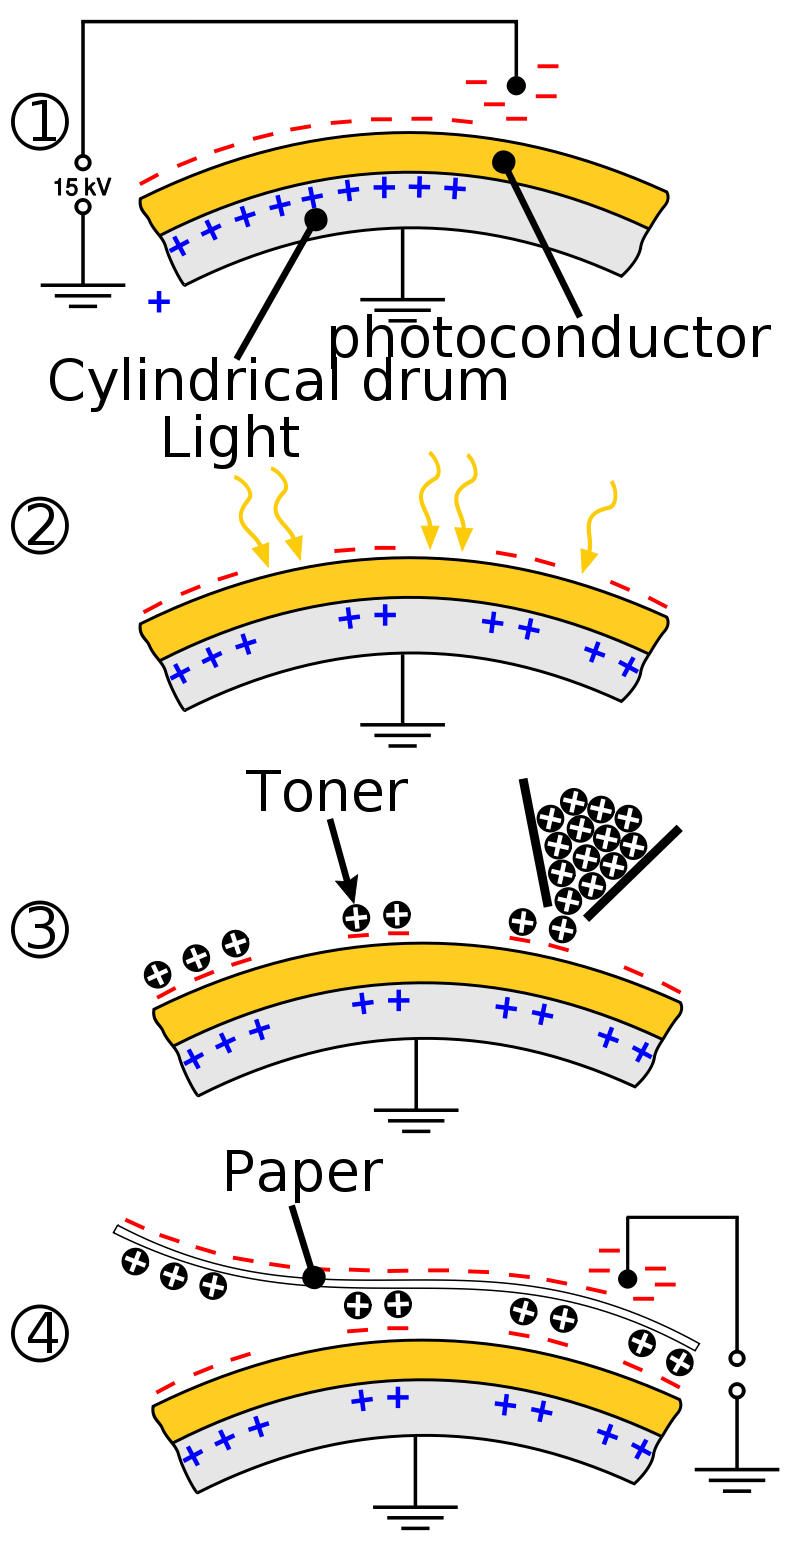 ①
15 kV
photoconductor
Cylindrical drum
Light
②
Toner
③
Paper
④